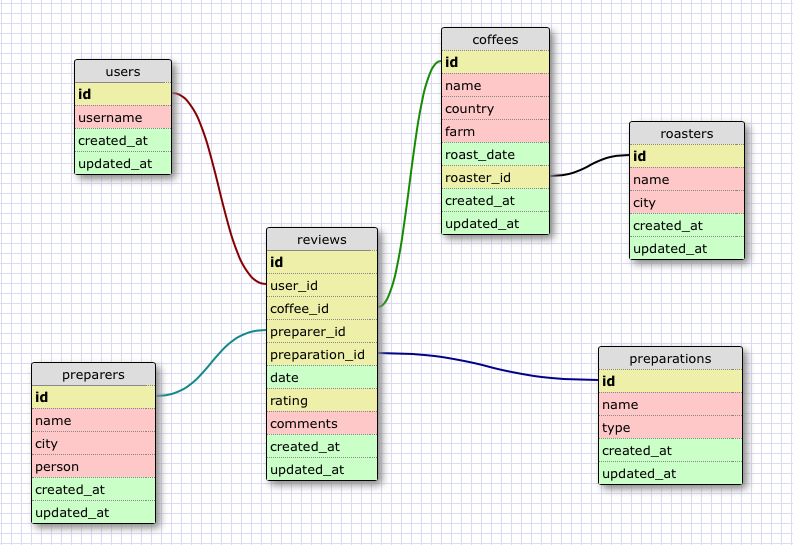 users
id
username
created_at
updated_at
coffees
id
name
country
farm
roast_date
roaster_id
created_at
updated_at
roasters
id
name
city
created_at
updated_at
reviews
id
user_id
coffee_id
preparer_id
preparation_id
date
rating
comments
created_at
updated_at
preparers
id
name
city
person
created_at
updated_at
preparations
id
name
type
created_at
updated_at